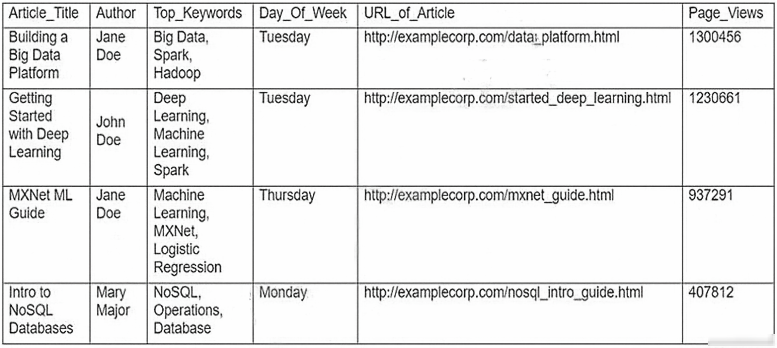 Article_Title Author Top_Keywords Day_Of_Week URL_of_Article Page_Views
Building a Big Data Platform Jane Doe Big Data, Spark, Hadoop Tuesday http://examplecorp.com/data_platform.html 1300456
Getting Started with Deep Learning John Doe Deep Learning, Machine Learning, Spark Tuesday http://examplecorp.com/started_deep_learning.html 1230661
MXNet ML Guide Jane Doe Machine Learning, MXNet, Logistic Regression Thursday http://examplecorp.com/mxnet_guide.html 937291
Intro to NoSQL Databases Mary Major NoSQL, Operations, Database Monday http://examplecorp.com/nosql_intro_guide.html 407812